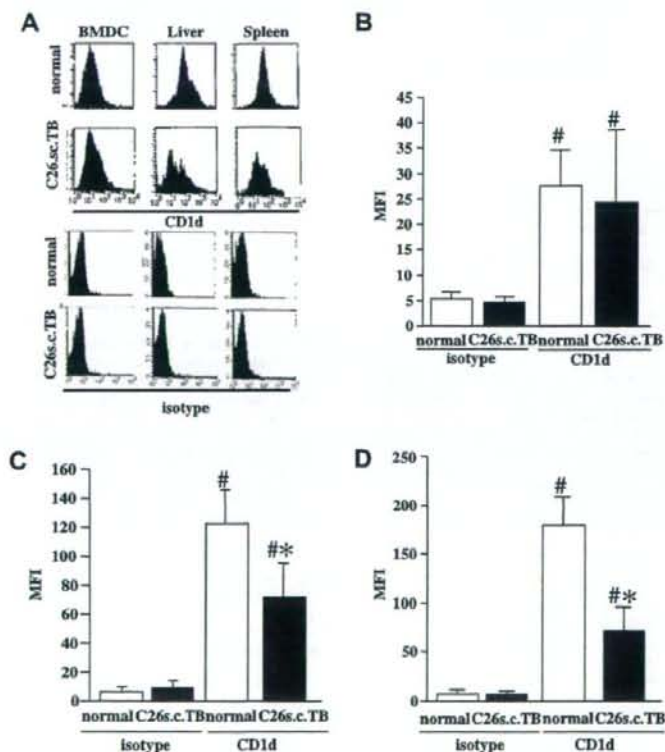 A
BMDC Liver Spleen
normal
C26.sc.TB
CD1d
normal
C26s.c.TB
isotype
B
MFI
45
40
35
30
25
20
15
10
5
0
# #
normal C26s.c.TB normal C26s.c.TB
isotype CD1d
C
MFI
160
140
120
100
80
60
40
20
0
#
#*
normal C26s.c.TB normal C26s.c.TB
isotype CD1d
D
MFI
250
200
150
100
50
0
#
#*
normal C26s.c.TB normal C26s.c.TB
isotype CD1d